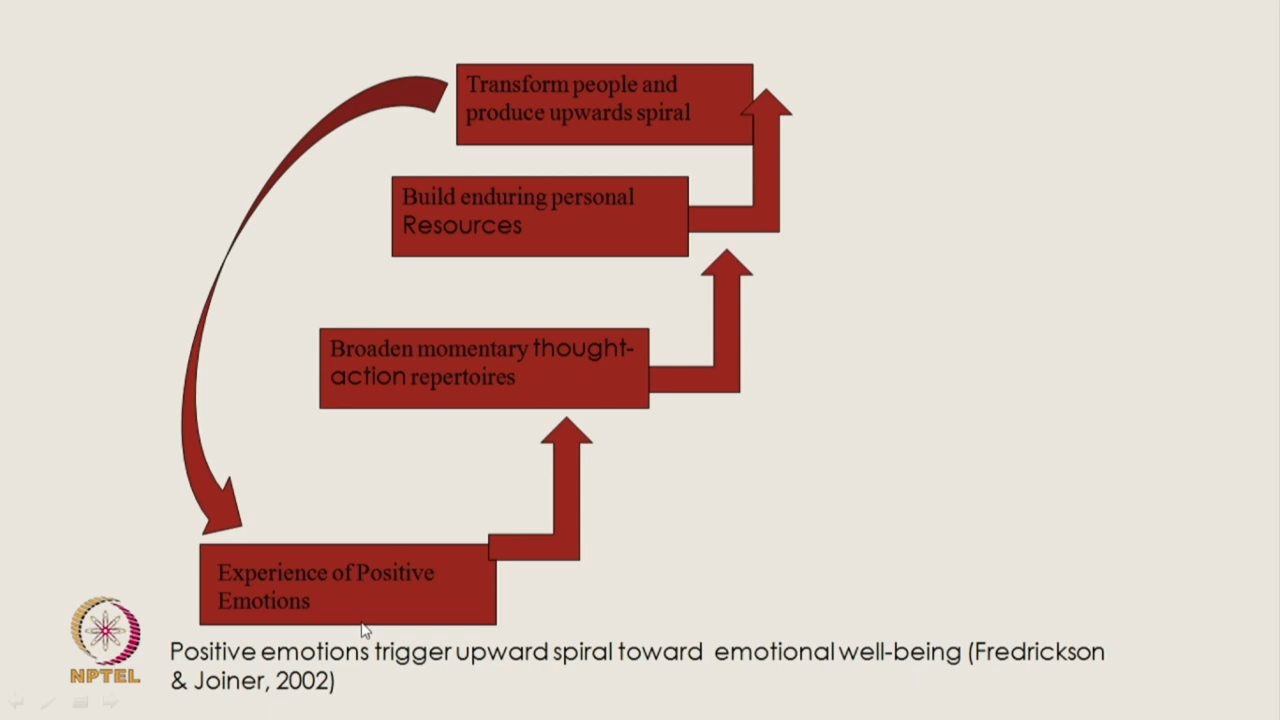 Transform people and
produce upwards spiral
Build enduring personal
Resources
Broaden momentary thought-
action repertoires
Experience of Positive
Emotions
Positive emotions trigger upward spiral toward emotional well-being (Fredrickson
& Joiner, 2002)
NPTEL